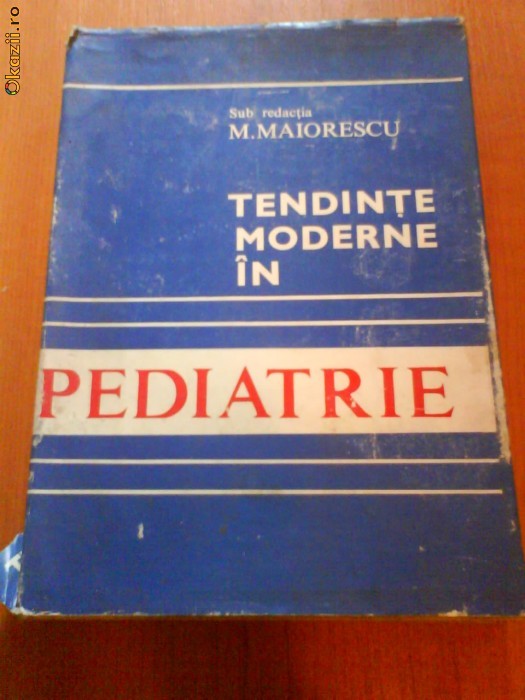 Okazii.ro
Sub redacția
M.MAIORESCU
TENDINȚE
MODERNE
ÎN
PEDIATRIE